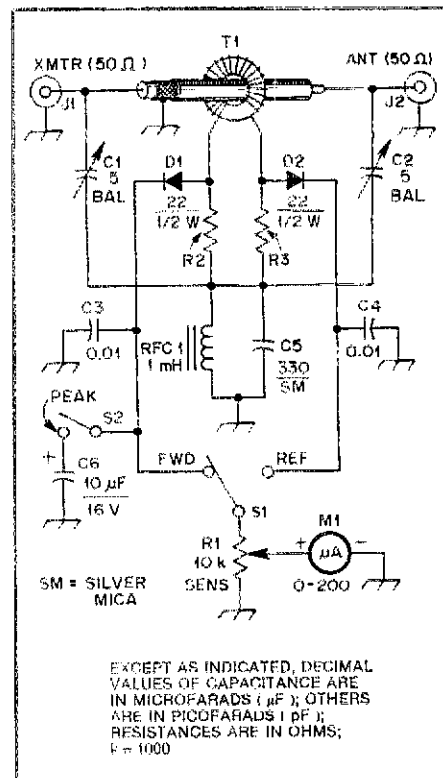 T1
XMTR (50 Ω)
ANT (50 Ω)
J1
J2
C1
5
BAL
D1
D2
C2
5
BAL
22
1/2 W
22
1/2 W
R2
R3
C3
0.01
RFC 1
1 mH
C5
330
SM
C4
0.01
PEAK
S2
+
C6
10 µF
16 V
FWD
REF
S1
R1
10 k
SENS
M1
+
µA
-
0-200
SM = SILVER
MICA
EXCEPT AS INDICATED, DECIMAL
VALUES OF CAPACITANCE ARE
IN MICROFARADS ( µF ); OTHERS
ARE IN PICOFARADS ( pF );
RESISTANCES ARE IN OHMS;
k = 1000